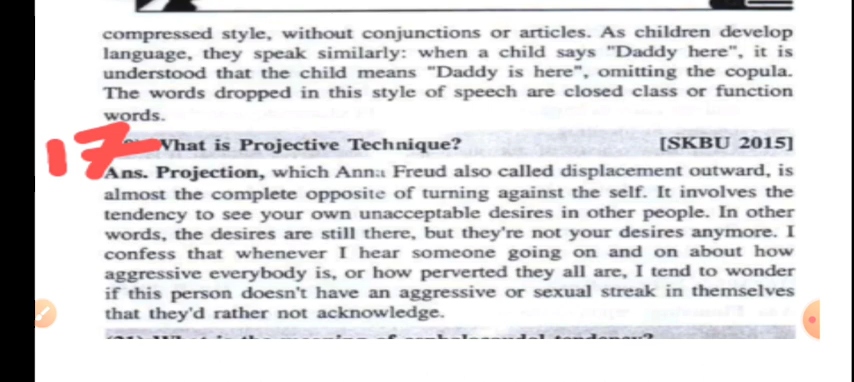 compressed style, without conjunctions or articles. As children develop
language, they speak similarly: when a child says "Daddy here", it is
understood that the child means "Daddy is here", omitting the copula.
The words dropped in this style of speech are closed class or function
words.
17 What is Projective Technique? [SKBU 2015]
Ans. Projection, which Anna Freud also called displacement outward, is
almost the complete opposite of turning against the self. It involves the
tendency to see your own unacceptable desires in other people. In other
words, the desires are still there, but they're not your desires anymore. I
confess that whenever I hear someone going on and on about how
aggressive everybody is, or how perverted they all are, I tend to wonder
if this person doesn't have an aggressive or sexual streak in themselves
that they'd rather not acknowledge.